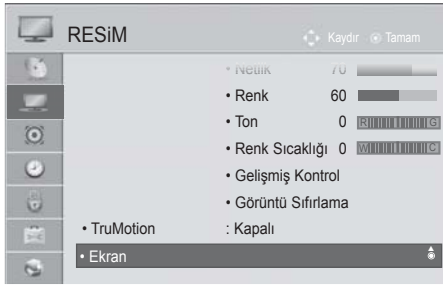 RESiM
Kaydır Tamam
• Netlik 70
• Renk 60
• Ton 0 R G
• Renk Sıcaklığı 0 W C
• Gelişmiş Kontrol
• Görüntü Sıfırlama
• TruMotion : Kapalı
• Ekran